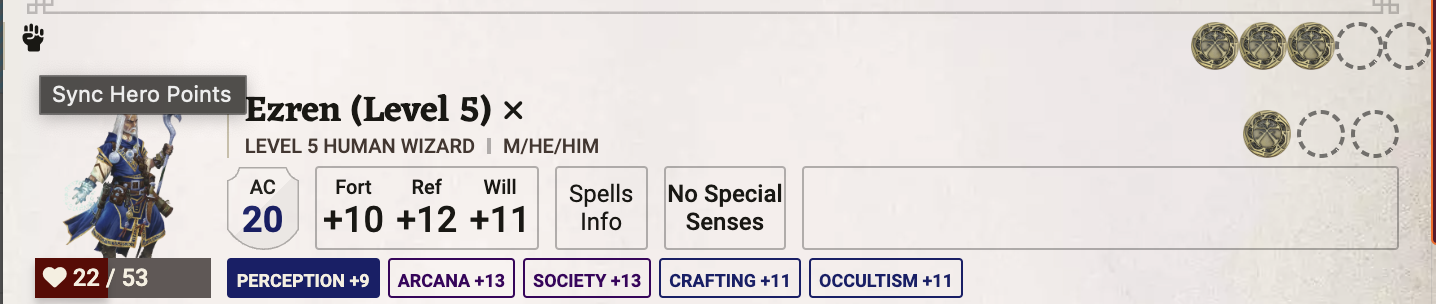 Sync Hero Points
Ezren (Level 5) ×
LEVEL 5 HUMAN WIZARD | M/HE/HIM
AC
20
Fort Ref Will
+10 +12 +11
Spells
Info
No Special
Senses
22 / 53
PERCEPTION +9
ARCANA +13
SOCIETY +13
CRAFTING +11
OCCULTISM +11